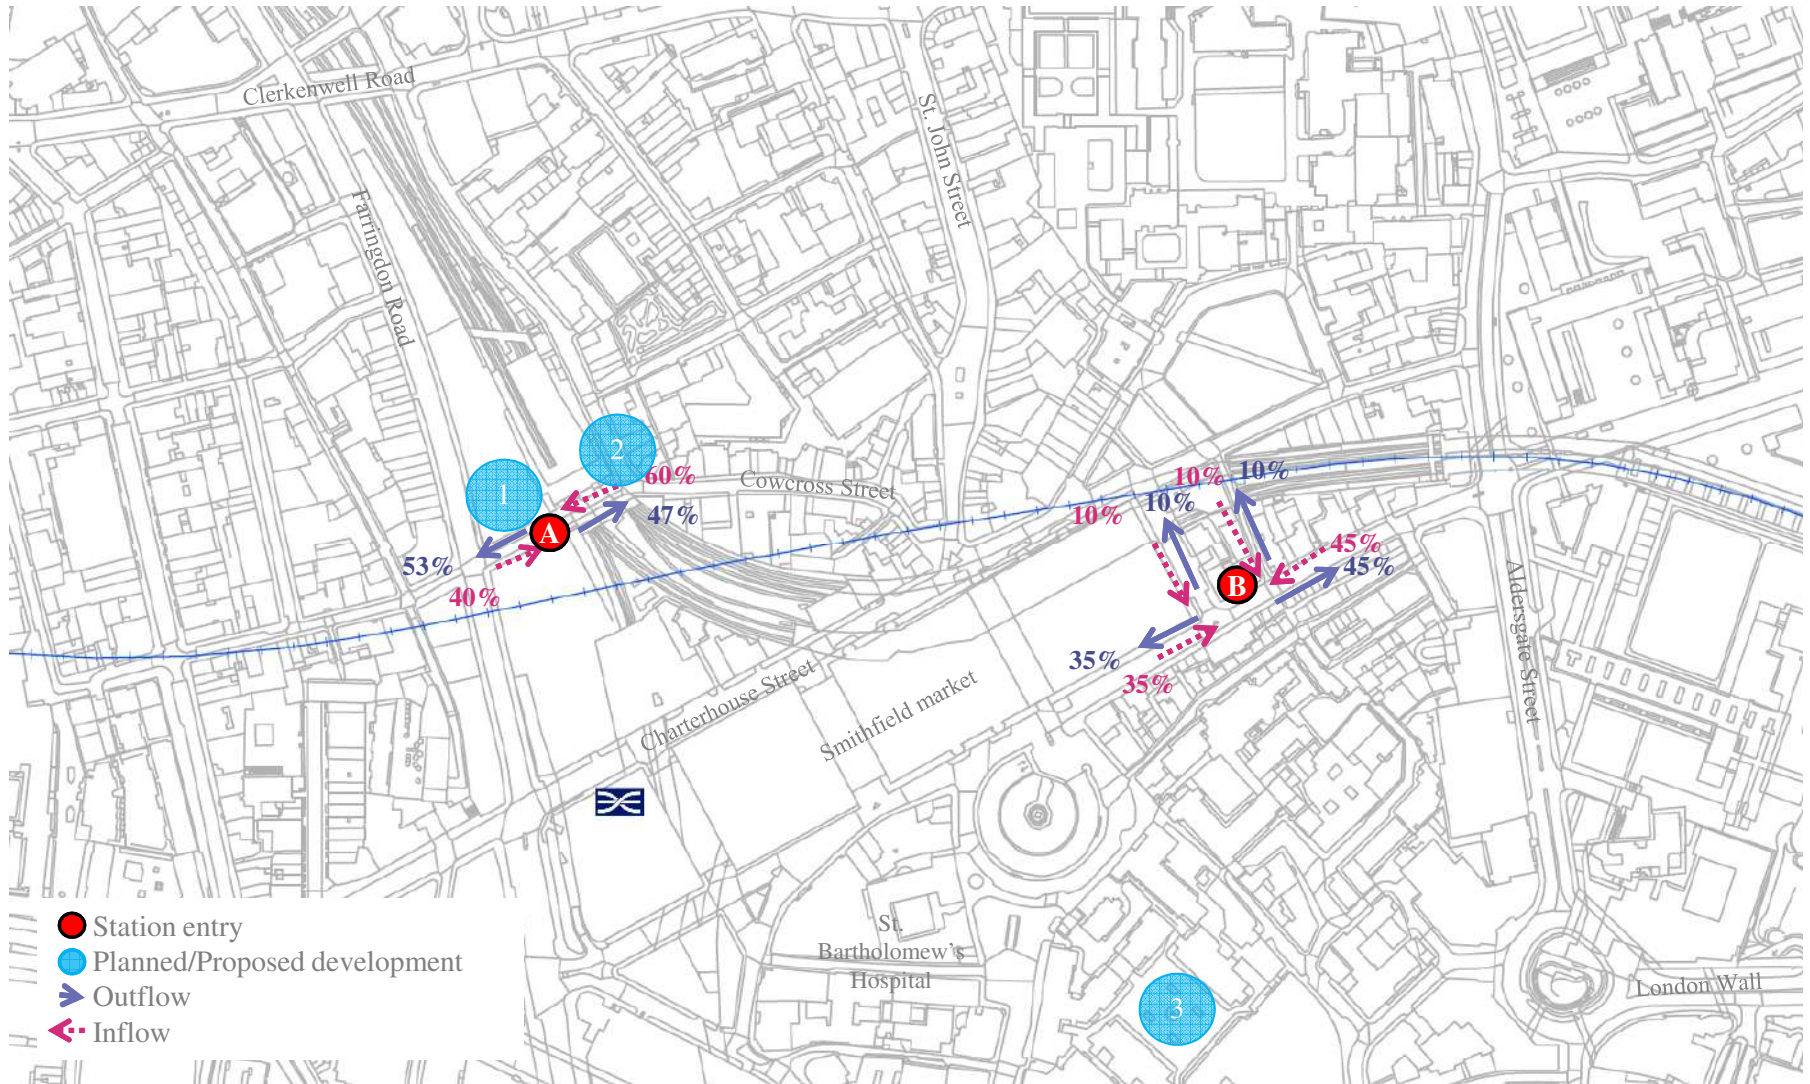 Clerkenwell Road
St. John Street
Farringdon Road
2
60%
1
Cowcross Street
10%
10%
10%
10%
47%
A
53%
40%
45%
45%
B
Aldersgate Street
35%
35%
Charterhouse Street
Smithfield market
St.
Bartholomew's
Hospital
3
London Wall
Station entry
Planned/Proposed development
Outflow
Inflow